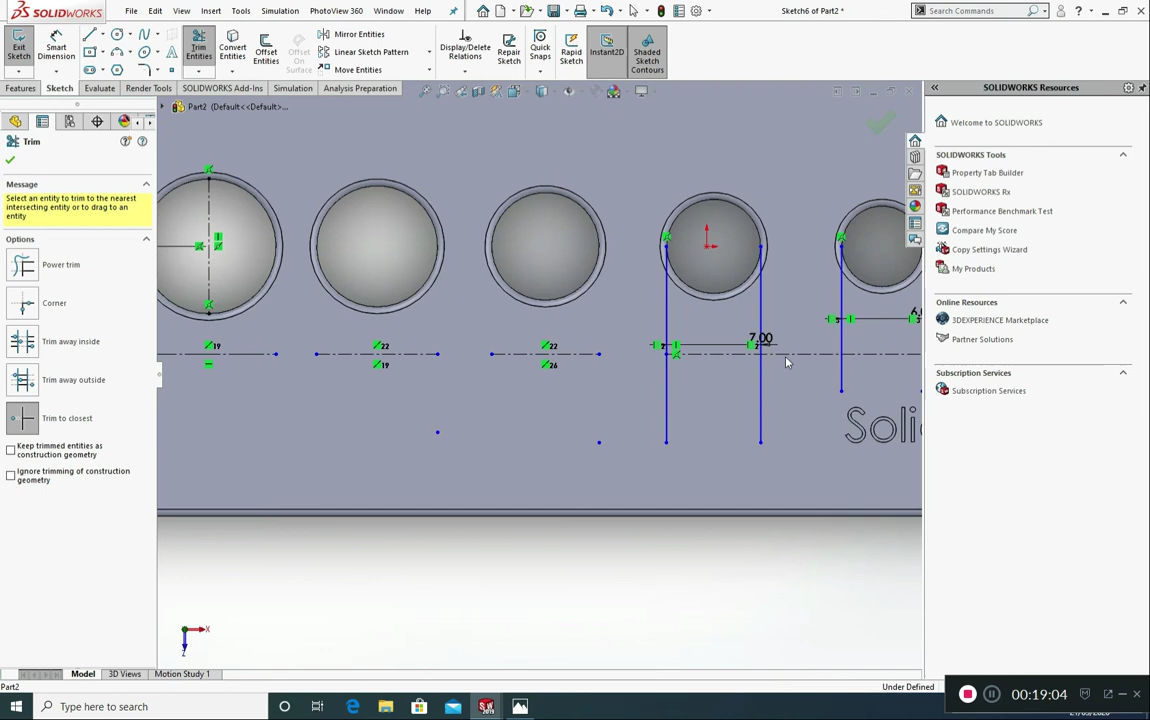 SOLIDWORKS
File
Edit
View
Insert
Tools
Simulation
PhotoView 360
Window
Help
Sketch6 of Part2 *
Search Commands
Exit Sketch
Smart Dimension
Trim Entities
Convert Entities
Offset Entities
Offset On Surface
Mirror Entities
Linear Sketch Pattern
Move Entities
Display/Delete Relations
Repair Sketch
Quick Snaps
Rapid Sketch
Instant2D
Shaded Sketch Contours
Features
Sketch
Evaluate
Render Tools
SOLIDWORKS Add-Ins
Simulation
Analysis Preparation
Part2 (Default<<Default>...
Trim
Message
Select an entity to trim to the nearest
intersecting entity or to drag to an
entity
Options
Power trim
Corner
Trim away inside
Trim away outside
Trim to closest
Keep trimmed entities as
construction geometry
Ignore trimming of construction
geometry
19
22
19
22
26
7.00
Soli
X
Z
SOLIDWORKS Resources
Welcome to SOLIDWORKS
SOLIDWORKS Tools
Property Tab Builder
SOLIDWORKS Rx
Performance Benchmark Test
Compare My Score
Copy Settings Wizard
My Products
Online Resources
3DEXPERIENCE Marketplace
Partner Solutions
Subscription Services
Subscription Services
Model
3D Views
Motion Study 1
Part2
Under Defined
Type here to search
00:19:04